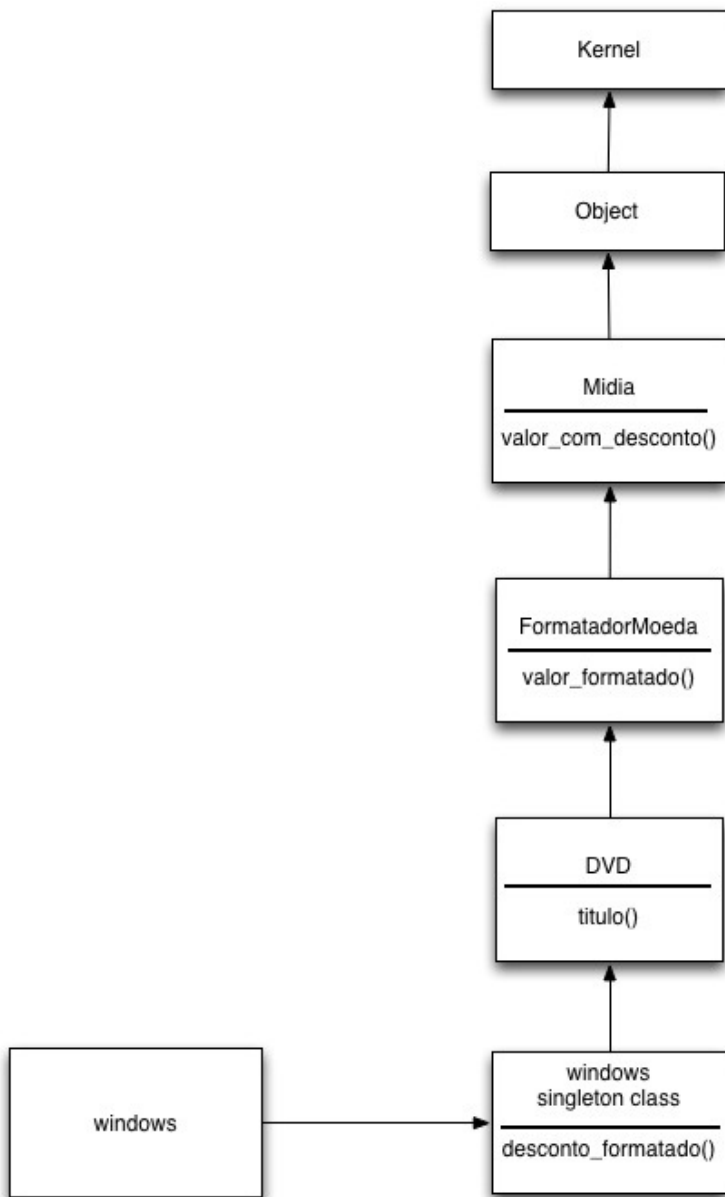 Kernel
Object
Midia
valor_com_desconto()
FormatadorMoeda
valor_formatado()
DVD
titulo()
windows
windows
singleton class
desconto_formatado()